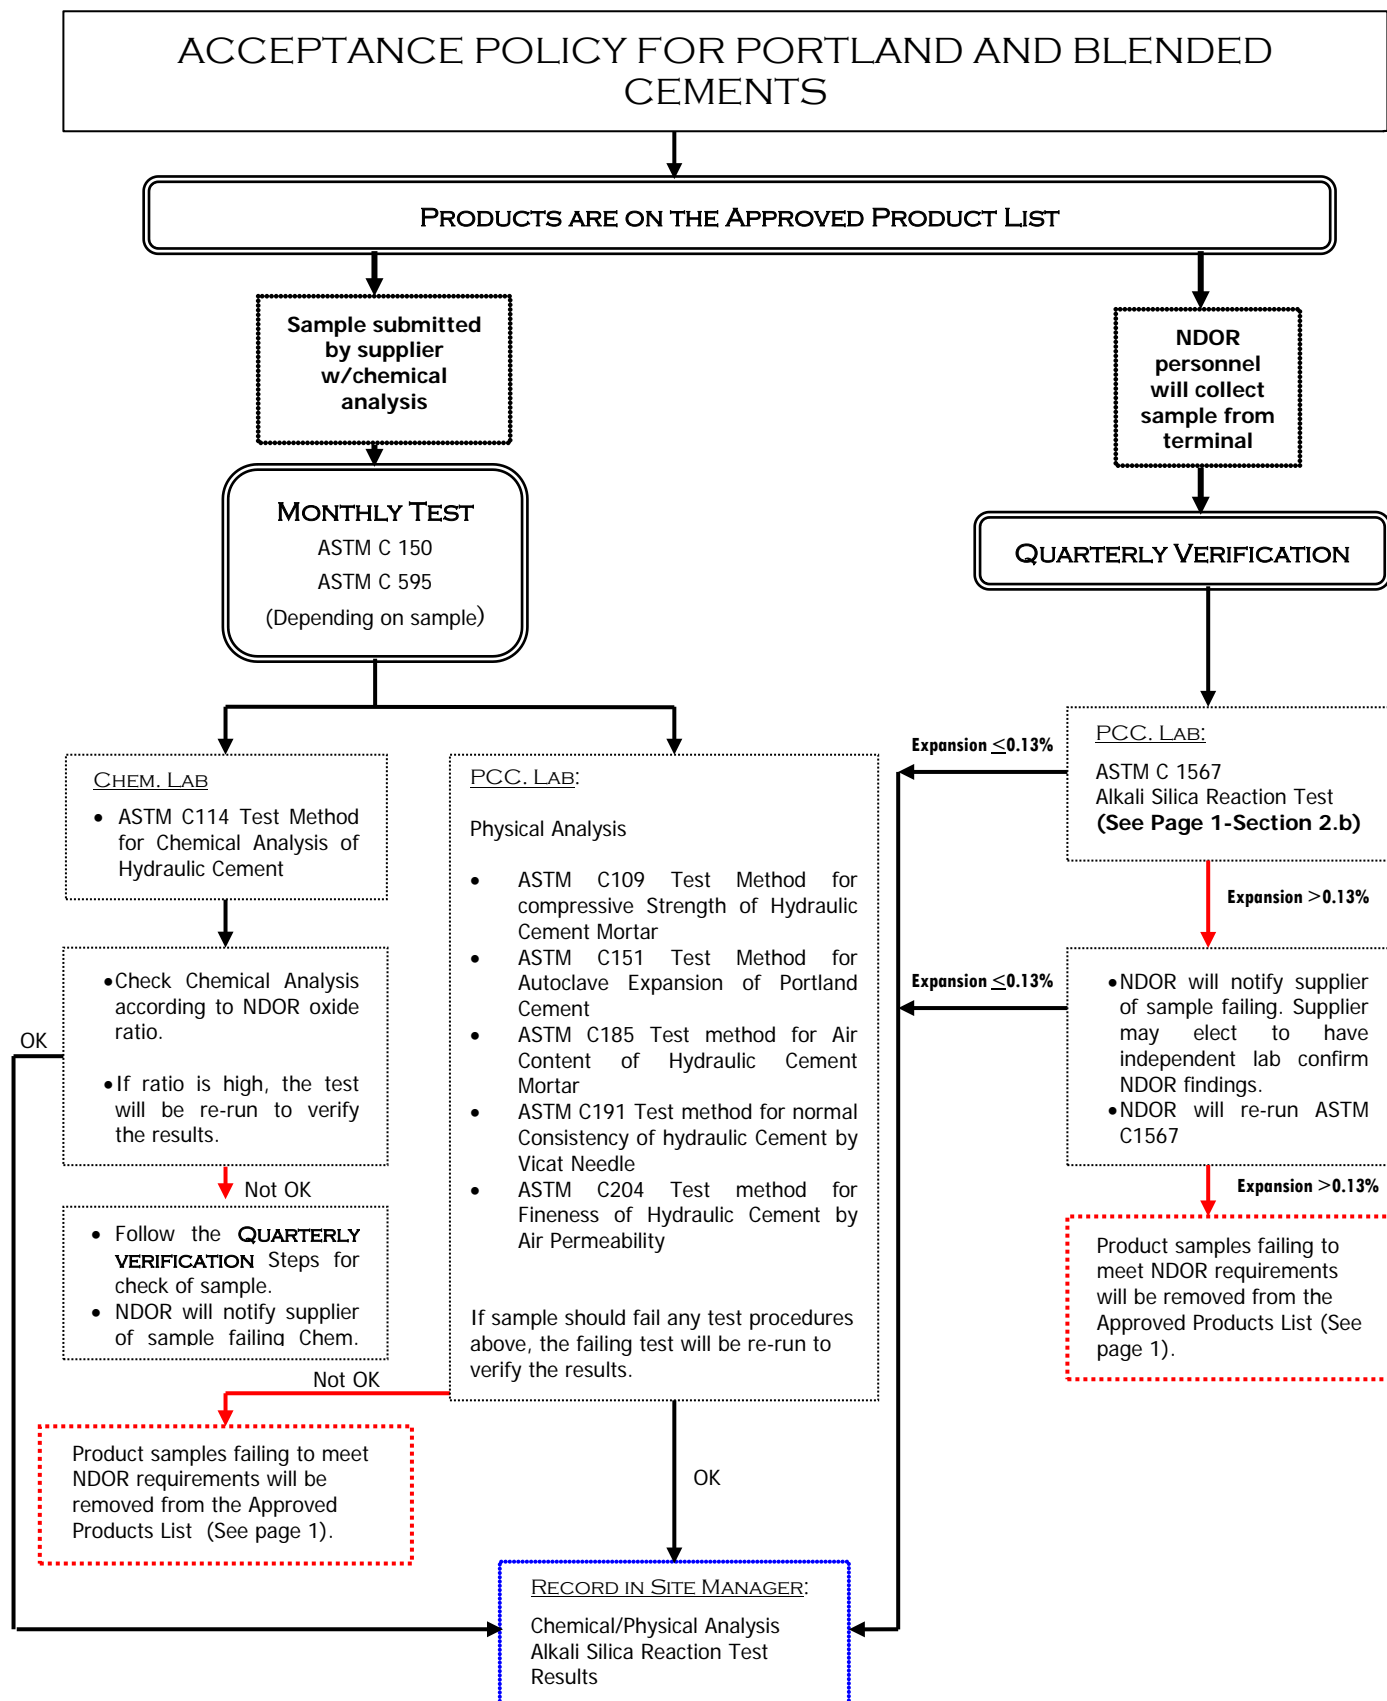 ACCEPTANCE POLICY FOR PORTLAND AND BLENDED
CEMENTS
PRODUCTS ARE ON THE APPROVED PRODUCT LIST
Sample submitted
by supplier
w/chemical
analysis
NDOR
personnel
will collect
sample from
terminal
MONTHLY TEST
ASTM C 150
ASTM C 595
(Depending on sample)
QUARTERLY VERIFICATION
CHEM. LAB
• ASTM C114 Test Method
for Chemical Analysis of
Hydraulic Cement
PCC. LAB:
Physical Analysis
• ASTM C109 Test Method for
compressive Strength of Hydraulic
Cement Mortar
• ASTM C151 Test Method for
Autoclave Expansion of Portland
Cement
• ASTM C185 Test method for Air
Content of Hydraulic Cement
Mortar
• ASTM C191 Test method for normal
Consistency of hydraulic Cement by
Vicat Needle
• ASTM C204 Test method for
Fineness of Hydraulic Cement by
Air Permeability
If sample should fail any test procedures
above, the failing test will be re-run to
verify the results.
Expansion ≤0.13%
PCC. LAB:
ASTM C 1567
Alkali Silica Reaction Test
(See Page 1-Section 2.b)
Expansion >0.13%
OK
•Check Chemical Analysis
according to NDOR oxide
ratio.
•If ratio is high, the test
will be re-run to verify
the results.
Expansion ≤0.13%
•NDOR will notify supplier
of sample failing. Supplier
may elect to have
independent lab confirm
NDOR findings.
•NDOR will re-run ASTM
C1567
Not OK
Expansion >0.13%
• Follow the QUARTERLY
VERIFICATION Steps for
check of sample.
• NDOR will notify supplier
of sample failing Chem.
Product samples failing to
meet NDOR requirements
will be removed from the
Approved Products List (See
page 1).
Not OK
Product samples failing to meet
NDOR requirements will be
removed from the Approved
Products List (See page 1).
OK
RECORD IN SITE MANAGER:
Chemical/Physical Analysis
Alkali Silica Reaction Test
Results